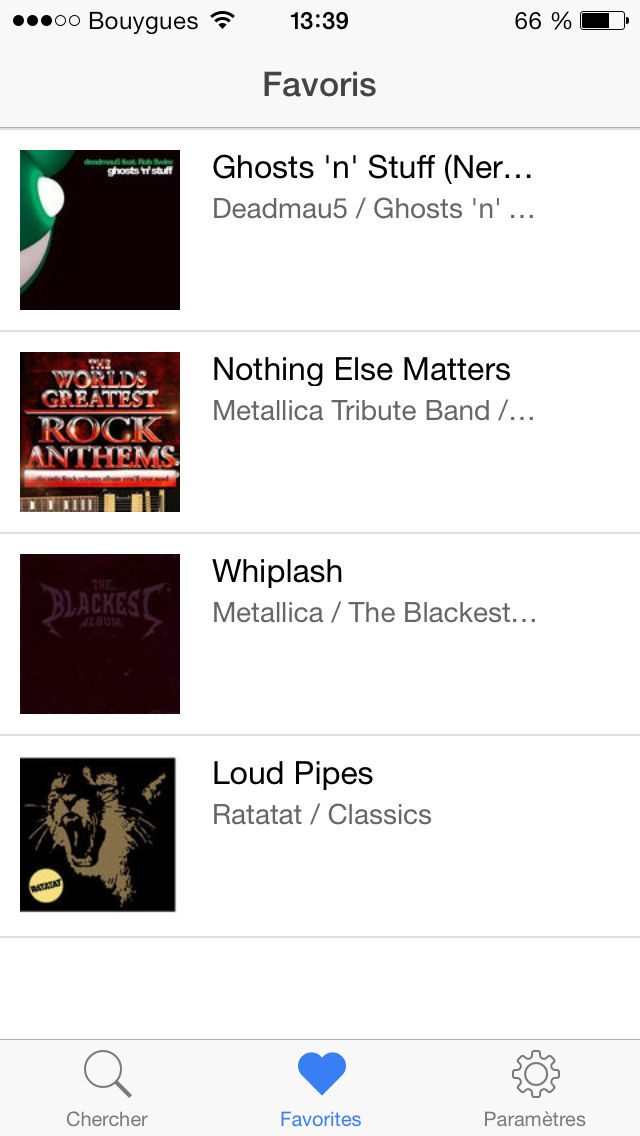 Bouygues 13:39 66 %
Favoris
deadmau5 feat. Rob Swire
ghosts 'n' stuff
Ghosts 'n' Stuff (Ner…
Deadmau5 / Ghosts 'n' …
THE
WORLDS
GREATEST
ROCK
ANTHEMS
...the only Rock tributes album you'll ever need
Nothing Else Matters
Metallica Tribute Band /…
THE
BLACKEST
ALBUM
Whiplash
Metallica / The Blackest…
RATATAT
Loud Pipes
Ratatat / Classics
Chercher Favorites Paramètres